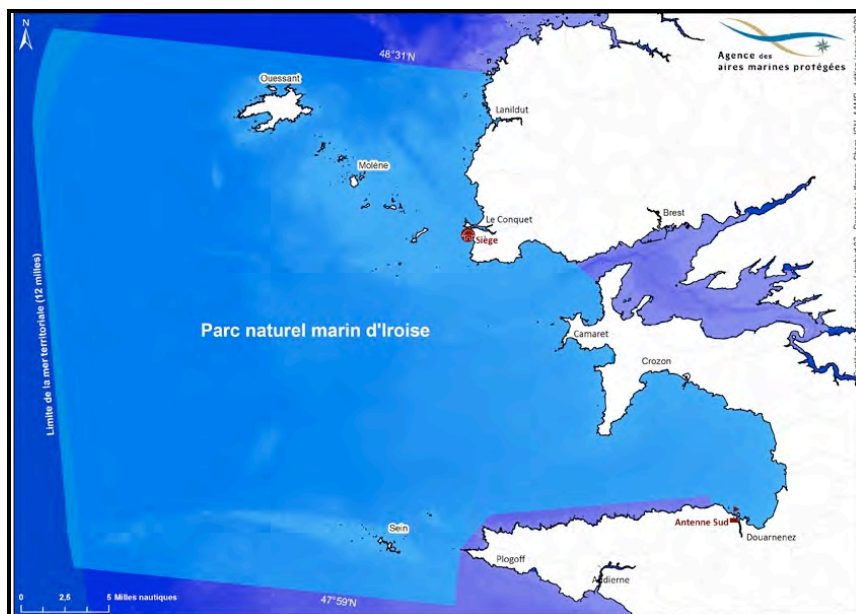 N
48°31'N
Agence des
aires marines protégées
Ouessant
Lanildut
Molène
Le Conquet
Siège
Brest
Limite de la mer territoriale (12 milles)
Parc naturel marin d'Iroise
Camaret
Crozon
Sein
Antenne Sud
Douarnenez
Plogoff
Audierne
47°59'N
0 2,5 5 Milles nautiques